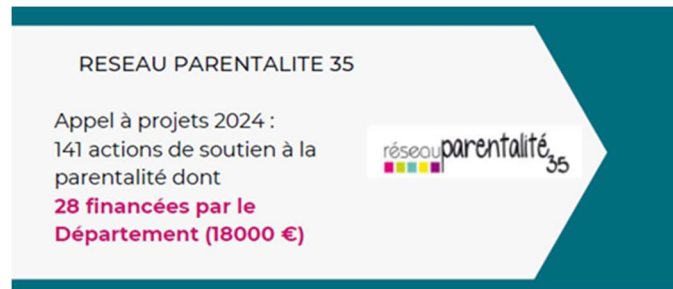 RESEAU PARENTALITE 35
Appel à projets 2024 :
141 actions de soutien à la
parentalité dont
28 financées par le
Département (18000 €)
réseau parentalité 35